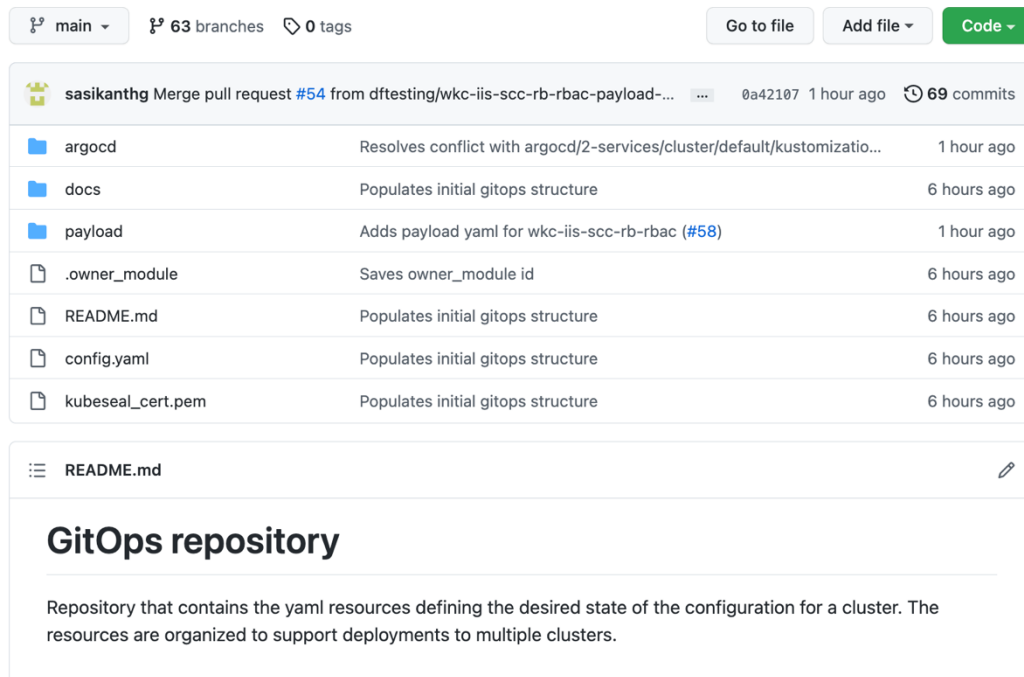 main 63 branches 0 tags Go to file Add file Code
sasikanthg Merge pull request #54 from dftesting/wkc-iis-scc-rb-rbac-payload-... ... 0a42107 1 hour ago 69 commits
argocd Resolves conflict with argocd/2-services/cluster/default/kustomizatio... 1 hour ago
docs Populates initial gitops structure 6 hours ago
payload Adds payload yaml for wkc-iis-scc-rb-rbac (#58) 1 hour ago
.owner_module Saves owner_module id 6 hours ago
README.md Populates initial gitops structure 6 hours ago
config.yaml Populates initial gitops structure 6 hours ago
kubeseal_cert.pem Populates initial gitops structure 6 hours ago
README.md
GitOps repository
Repository that contains the yaml resources defining the desired state of the configuration for a cluster. The
resources are organized to support deployments to multiple clusters.